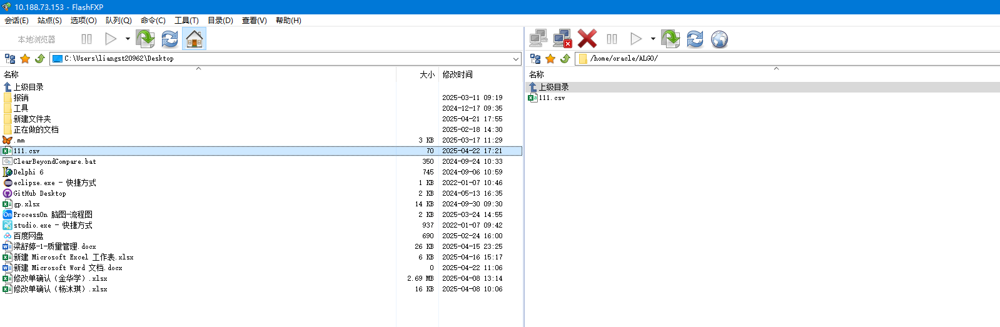 10.188.73.153 - FlashFXP
会话(E) 站点(S) 选项(O) 队列(Q) 命令(C) 工具(T) 目录(D) 查看(V) 帮助(H)
本地浏览器
C:\Users\liangst20962\Desktop
/home/oracle/ALGO/
名称 大小 修改时间
上级目录
报销 2025-03-11 09:19
工具 2024-12-17 09:35
新建文件夹 2025-04-21 17:55
正在做的文档 2025-02-18 14:30
.mm 3 KB 2025-03-17 11:29
111.csv 70 2025-04-22 17:21
ClearBeyondCompare.bat 350 2024-09-24 10:33
Delphi 6 745 2024-09-06 10:59
eclipse.exe - 快捷方式 1 KB 2022-01-07 10:46
GitHub Desktop 2 KB 2024-05-13 16:35
gp.xlsx 14 KB 2024-09-30 09:30
ProcessOn 脑图-流程图 2 KB 2025-03-24 14:55
studio.exe - 快捷方式 937 2022-01-07 09:42
百度网盘 690 2025-02-24 16:00
梁舒婷-1-质量管理.docx 26 KB 2025-04-15 23:25
新建 Microsoft Excel 工作表.xlsx 6 KB 2025-04-16 15:17
新建 Microsoft Word 文档.docx 0 2025-04-22 11:06
修改单确认（金华学）.xlsx 2.69 MB 2025-04-08 13:14
修改单确认（杨沐琪）.xlsx 16 KB 2025-04-08 10:06
名称
上级目录
111.csv